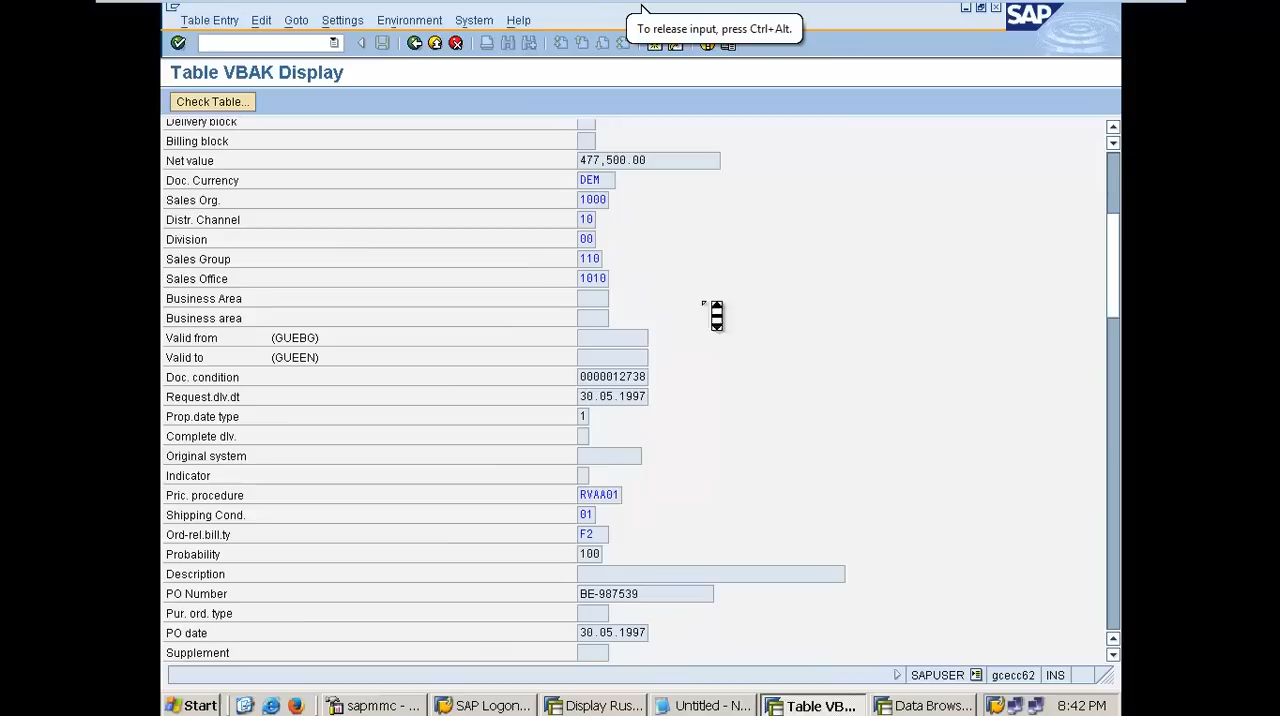 Table Entry Edit Goto Settings Environment System Help
To release input, press Ctrl+Alt.
SAP
Table VBAK Display
Check Table...
Delivery block
Billing block
Net value 477,500.00
Doc. Currency DEM
Sales Org. 1000
Distr. Channel 10
Division 00
Sales Group 110
Sales Office 1010
Business Area
Business area
Valid from (GUEBG)
Valid to (GUEEN)
Doc. condition 0000012738
Request.dlv.dt 30.05.1997
Prop.date type 1
Complete dlv.
Original system
Indicator
Pric. procedure RVAA01
Shipping Cond. 01
Ord-rel.bill.ty F2
Probability 100
Description
PO Number BE-987539
Pur. ord. type
PO date 30.05.1997
Supplement
SAPUSER gcecc62 INS
Start sapmmc - ... SAP Logon... Display Rus... Untitled - N... Table VB... Data Brows... 8:42 PM